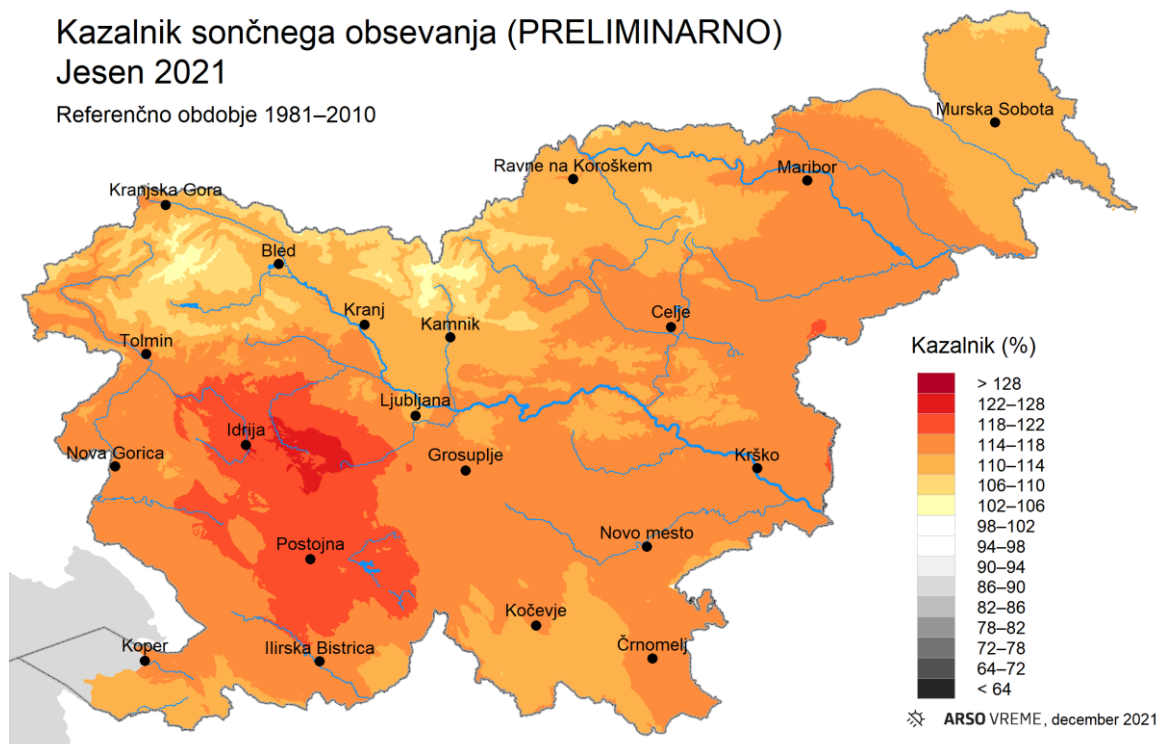 Kazalnik sončnega obsevanja (PRELIMINARNO)
Jesen 2021
Referenčno obdobje 1981–2010
Murska Sobota
Ravne na Koroškem
Maribor
Kranjska Gora
Bled
Kranj
Kamnik
Celje
Tolmin
Ljubljana
Idrija
Nova Gorica
Grosuplje
Krško
Novo mesto
Postojna
Kočevje
Koper
Ilirska Bistrica
Črnomelj
Kazalnik (%)
> 128
122–128
118–122
114–118
110–114
106–110
102–106
98–102
94–98
90–94
86–90
82–86
78–82
72–78
64–72
< 64
ARSO VREME, december 2021